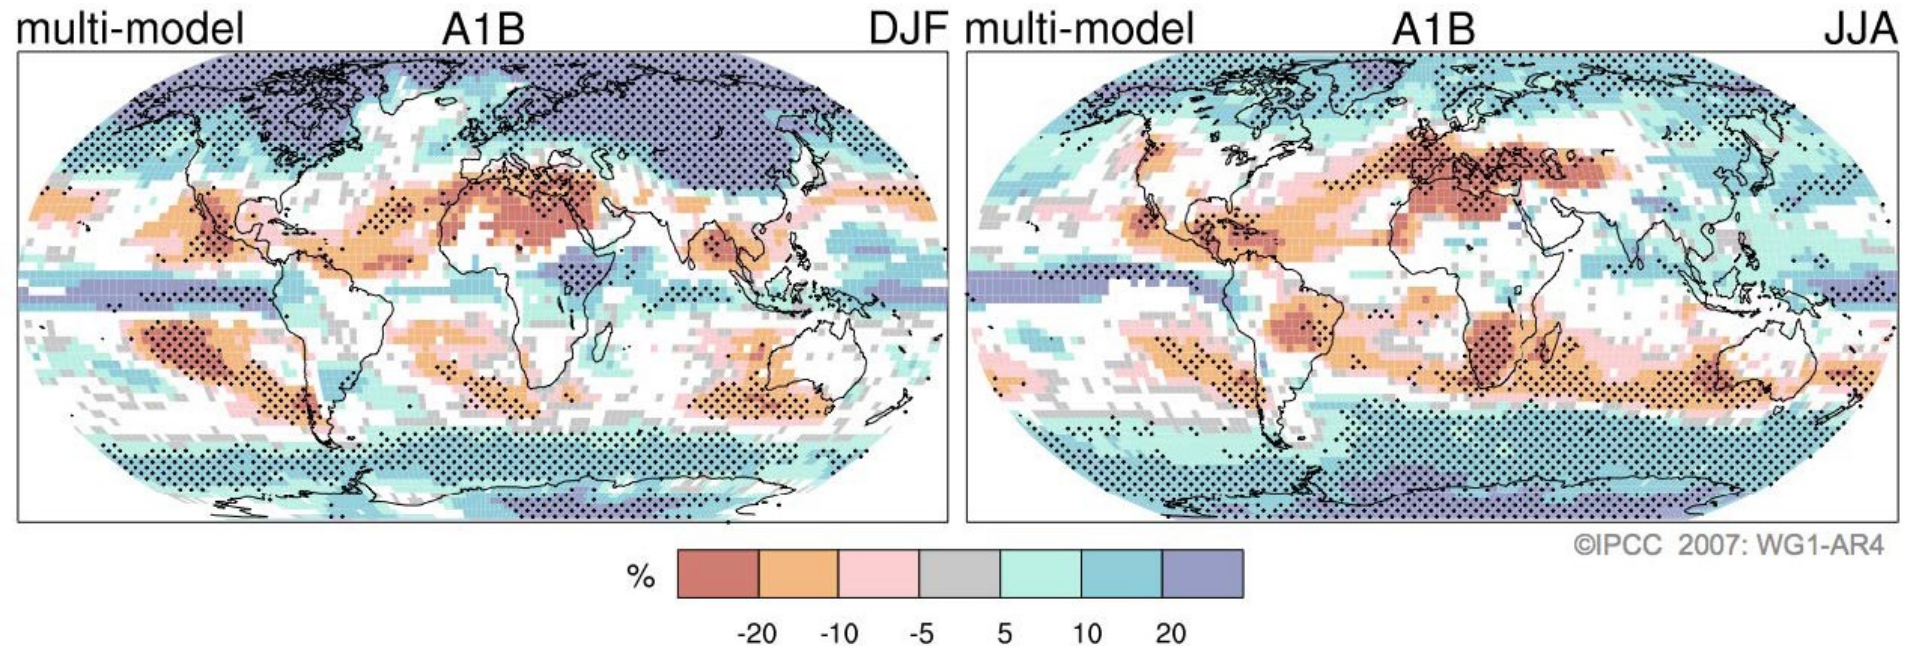 multi-model A1B DJF
multi-model A1B JJA
©IPCC 2007: WG1-AR4
%
-20 -10 -5 5 10 20